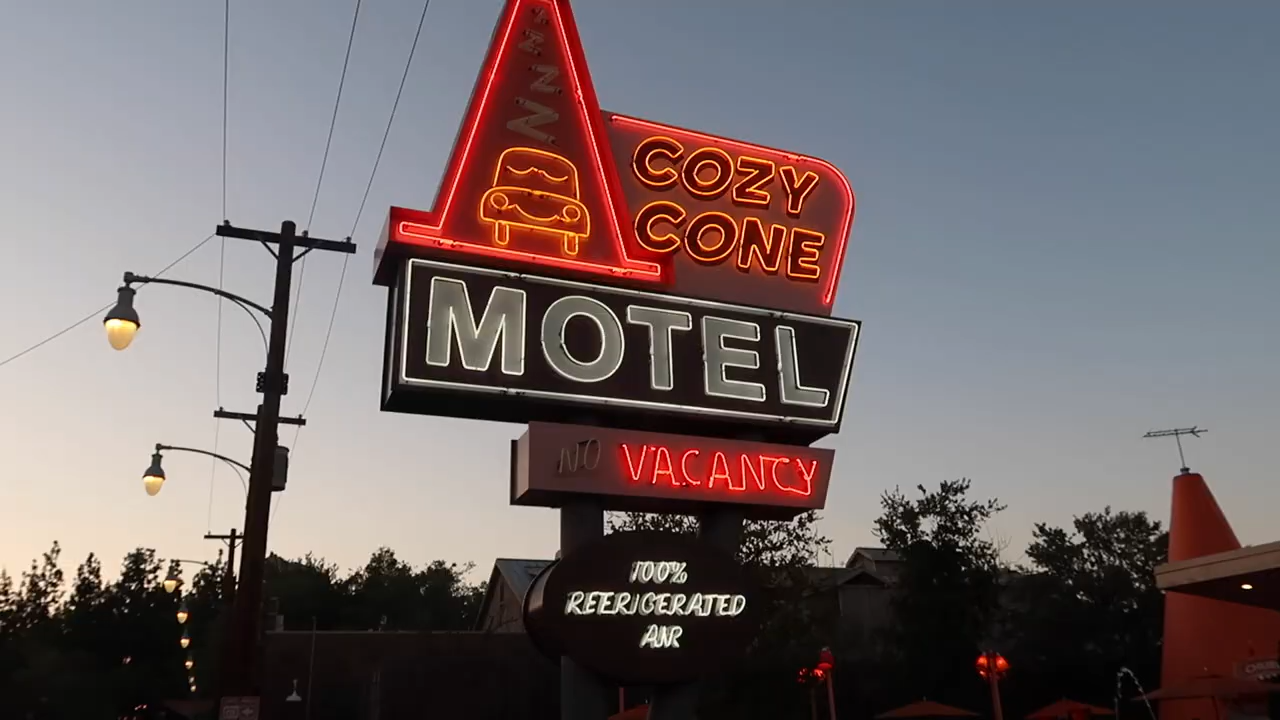 Z
Z
Z
Z
COZY
CONE
MOTEL
NO VACANCY
100%
REFRIGERATED
AIR